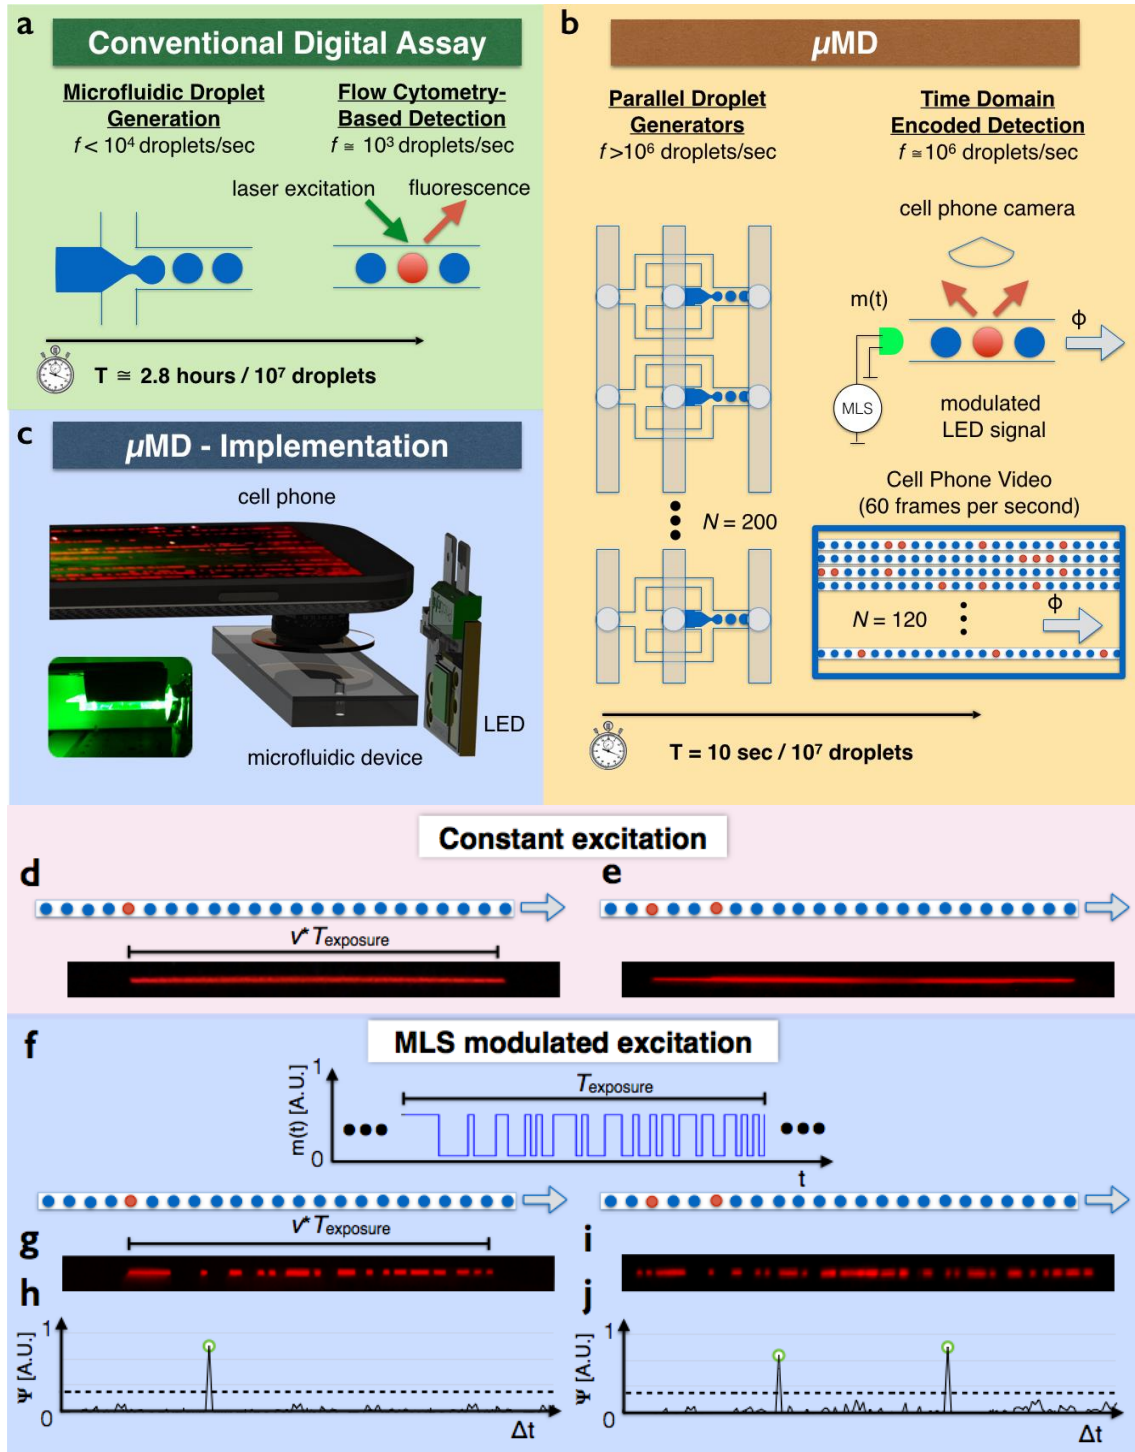 a
Conventional Digital Assay
Microfluidic Droplet
Generation
f < 10⁴ droplets/sec
Flow Cytometry-
Based Detection
f ≅ 10³ droplets/sec
laser excitation
fluorescence
T ≅ 2.8 hours / 10⁷ droplets
b
μMD
Parallel Droplet
Generators
f >10⁶ droplets/sec
Time Domain
Encoded Detection
f ≅10⁶ droplets/sec
cell phone camera
m(t)
ϕ
MLS
modulated
LED signal
N = 200
Cell Phone Video
(60 frames per second)
N = 120
ϕ
T = 10 sec / 10⁷ droplets
c
μMD - Implementation
cell phone
LED
microfluidic device
Constant excitation
d
v*Texposure
e
f
MLS modulated excitation
m(t) [A.U.]
1
0
Texposure
t
g
v*Texposure
h
Ψ [A.U.]
1
0
Δt
i
j
Ψ [A.U.]
1
0
Δt